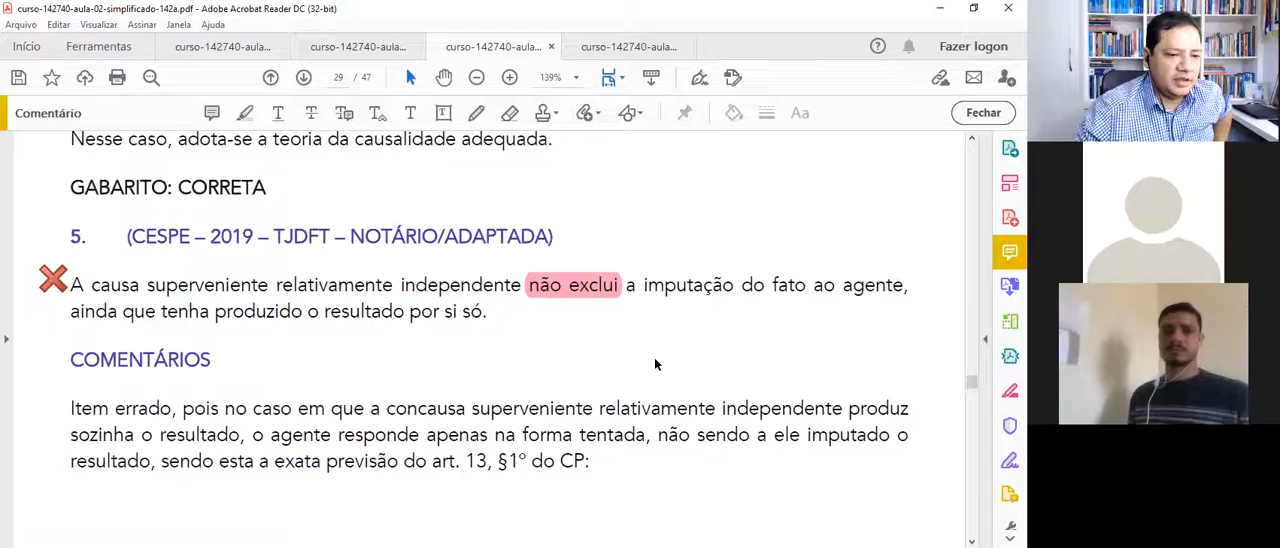 curso-142740-aula-02-simplificado-142a.pdf - Adobe Acrobat Reader DC (32-bit)
Arquivo Editar Visualizar Assinar Janela Ajuda
Início Ferramentas curso-142740-aula... curso-142740-aula... curso-142740-aula... × curso-142740-aula... Fazer logon
29 / 47 139%
Comentário Fechar
Nesse caso, adota-se a teoria da causalidade adequada.
GABARITO: CORRETA
5. (CESPE – 2019 – TJDFT – NOTÁRIO/ADAPTADA)
A causa superveniente relativamente independente não exclui a imputação do fato ao agente,
ainda que tenha produzido o resultado por si só.
COMENTÁRIOS
Item errado, pois no caso em que a concausa superveniente relativamente independente produz
sozinha o resultado, o agente responde apenas na forma tentada, não sendo a ele imputado o
resultado, sendo esta a exata previsão do art. 13, §1º do CP: